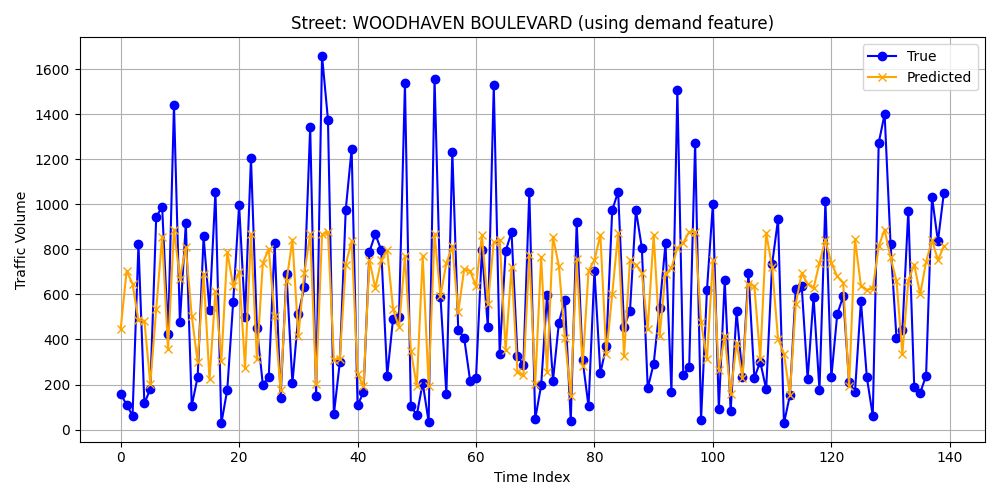 Street: WOODHAVEN BOULEVARD (using demand feature)
True
Predicted
Traffic Volume
1600
1400
1200
1000
800
600
400
200
0
0 20 40 60 80 100 120 140
Time Index